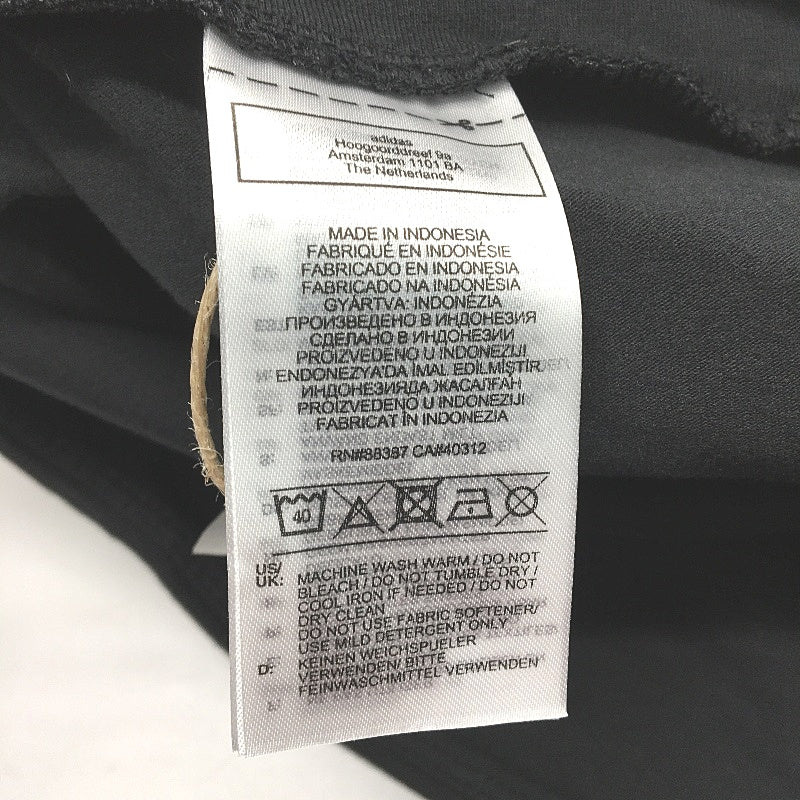 adidas
Hoogoorddreef 9a
Amsterdam 1101 BA
The Netherlands
MADE IN INDONESIA
FABRIQUÉ EN INDONÉSIE
FABRICADO EN INDONESIA
FABRICADO NA INDONÉSIA
GYÁRTVA: INDONÉZIA
ПРОИЗВЕДЕНО В ИНДОНЕЗИЯ
СДЕЛАНО В ИНДОНЕЗИИ
PROIZVEDENO U INDONEZIJI
ENDONEZYA'DA İMAL EDİLMİŞTİR
ИНДОНЕЗИЯДА ЖАСАЛҒАН
PROIZVEDENO U INDONEZIJI
FABRICAT ÎN INDONEZIA
RN#88387 CA#40312
40
US/
UK:
MACHINE WASH WARM / DO NOT
BLEACH / DO NOT TUMBLE DRY /
COOL IRON IF NEEDED / DO NOT
DRY CLEAN
DO NOT USE FABRIC SOFTENER/
USE MILD DETERGENT ONLY
D:
KEINEN WEICHSPUELER
VERWENDEN/ BITTE
FEINWASCHMITTEL VERWENDEN